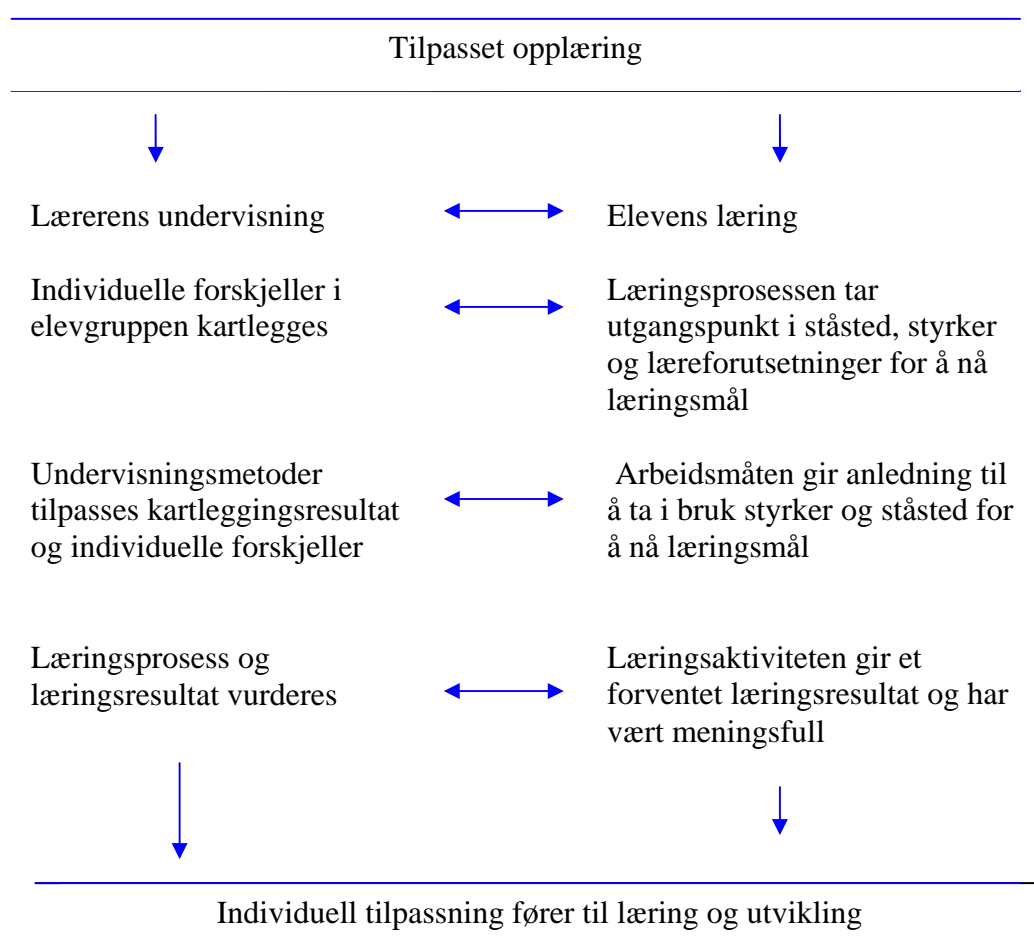 Tilpasset opplæring
Lærerens undervisning
Elevens læring
Individuelle forskjeller i
elevgruppen kartlegges
Læringsprosessen tar
utgangspunkt i ståsted, styrker
og læreforutsetninger for å nå
læringsmål
Undervisningsmetoder
tilpasses kartleggingsresultat
og individuelle forskjeller
Arbeidsmåten gir anledning til
å ta i bruk styrker og ståsted for
å nå læringsmål
Læringsprosess og
læringsresultat vurderes
Læringsaktiviteten gir et
forventet læringsresultat og har
vært meningsfull
Individuell tilpassning fører til læring og utvikling